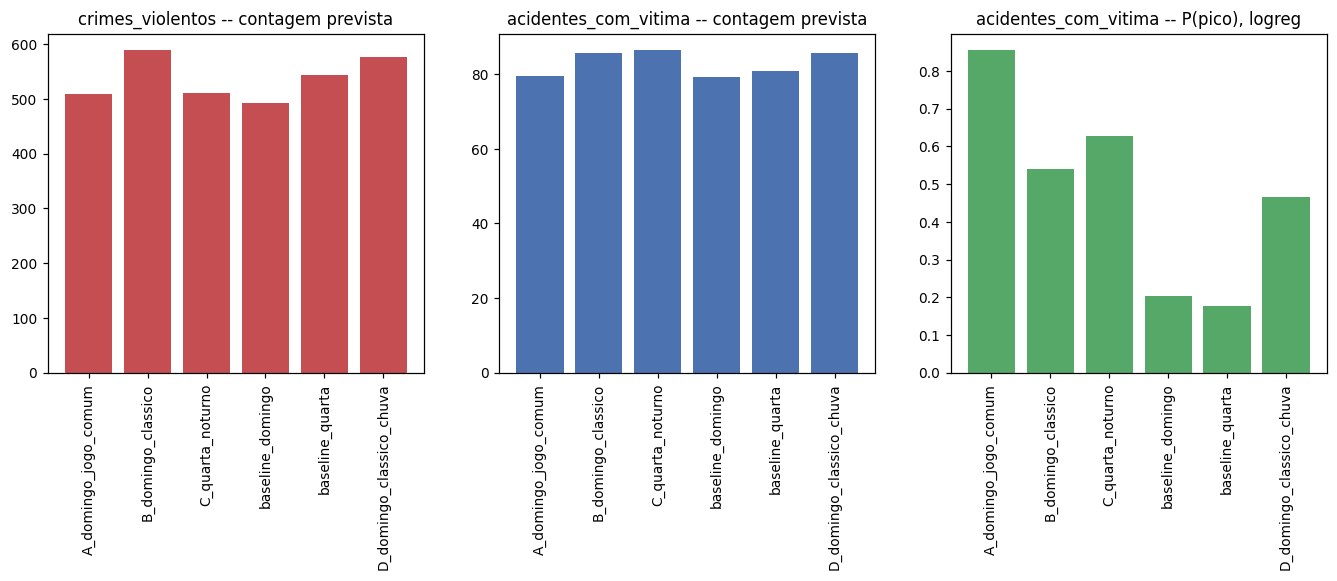 crimes_violentos -- contagem prevista
600
500
400
300
200
100
0
A_domingo_jogo_comum
B_domingo_classico
C_quarta_noturno
baseline_domingo
baseline_quarta
D_domingo_classico_chuva
acidentes_com_vitima -- contagem prevista
80
60
40
20
0
A_domingo_jogo_comum
B_domingo_classico
C_quarta_noturno
baseline_domingo
baseline_quarta
D_domingo_classico_chuva
acidentes_com_vitima -- P(pico), logreg
0.8
0.7
0.6
0.5
0.4
0.3
0.2
0.1
0.0
A_domingo_jogo_comum
B_domingo_classico
C_quarta_noturno
baseline_domingo
baseline_quarta
D_domingo_classico_chuva